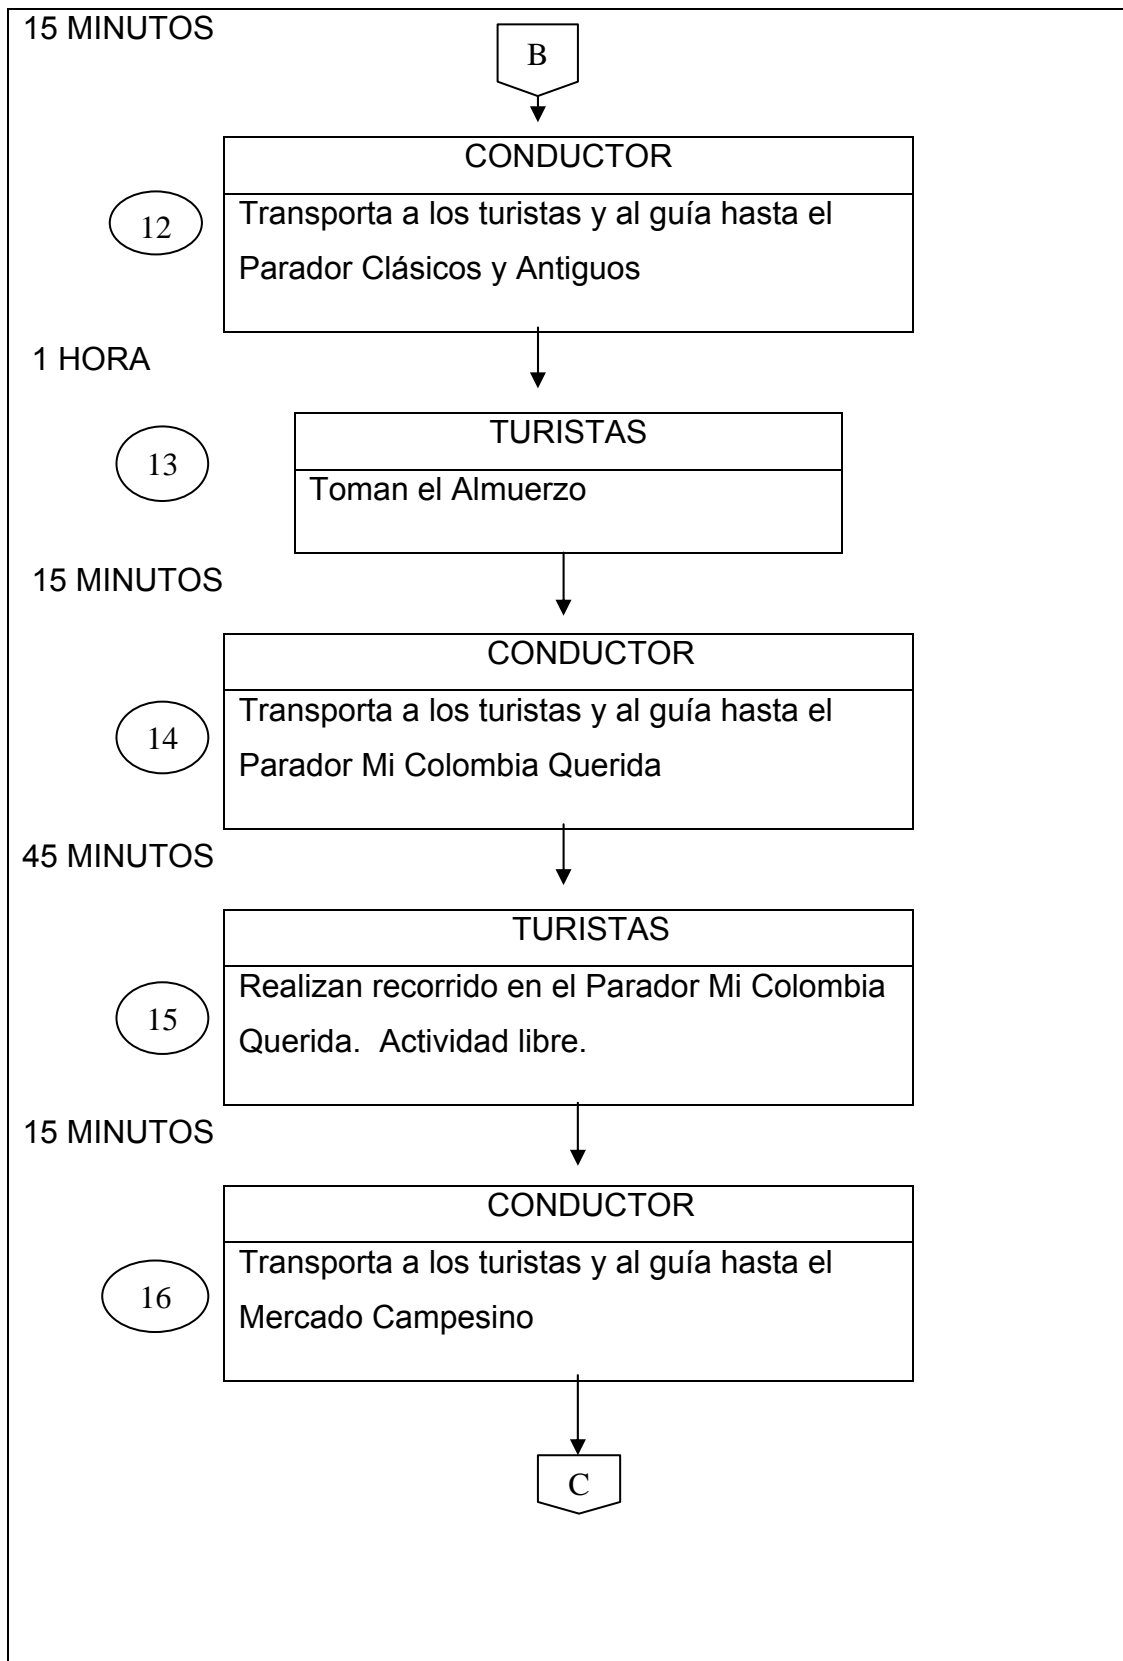 15 MINUTOS
B
CONDUCTOR
12
Transporta a los turistas y al guía hasta el
Parador Clásicos y Antiguos
1 HORA
TURISTAS
13
Toman el Almuerzo
15 MINUTOS
CONDUCTOR
14
Transporta a los turistas y al guía hasta el
Parador Mi Colombia Querida
45 MINUTOS
TURISTAS
15
Realizan recorrido en el Parador Mi Colombia
Querida.  Actividad libre.
15 MINUTOS
CONDUCTOR
16
Transporta a los turistas y al guía hasta el
Mercado Campesino
C